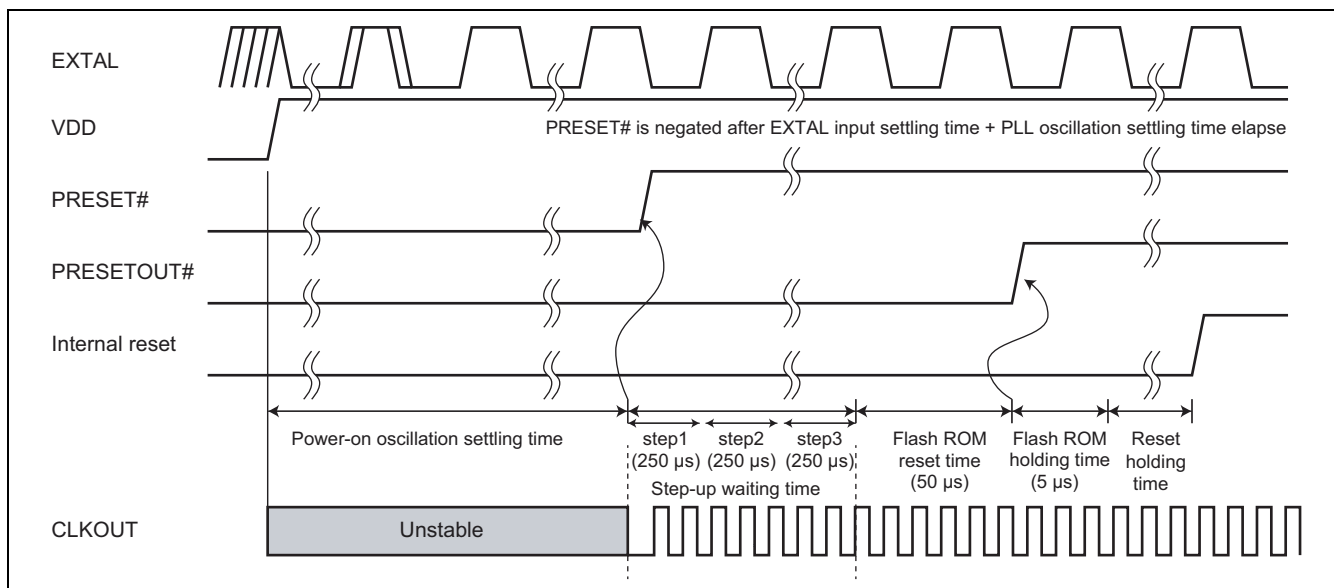 EXTAL
VDD
PRESET# is negated after EXTAL input settling time + PLL oscillation settling time elapse
PRESET#
PRESETOUT#
Internal reset
Power-on oscillation settling time
step1
(250 µs)
step2
(250 µs)
step3
(250 µs)
Step-up waiting time
Flash ROM
reset time
(50 µs)
Flash ROM
holding time
(5 µs)
Reset
holding
time
CLKOUT
Unstable